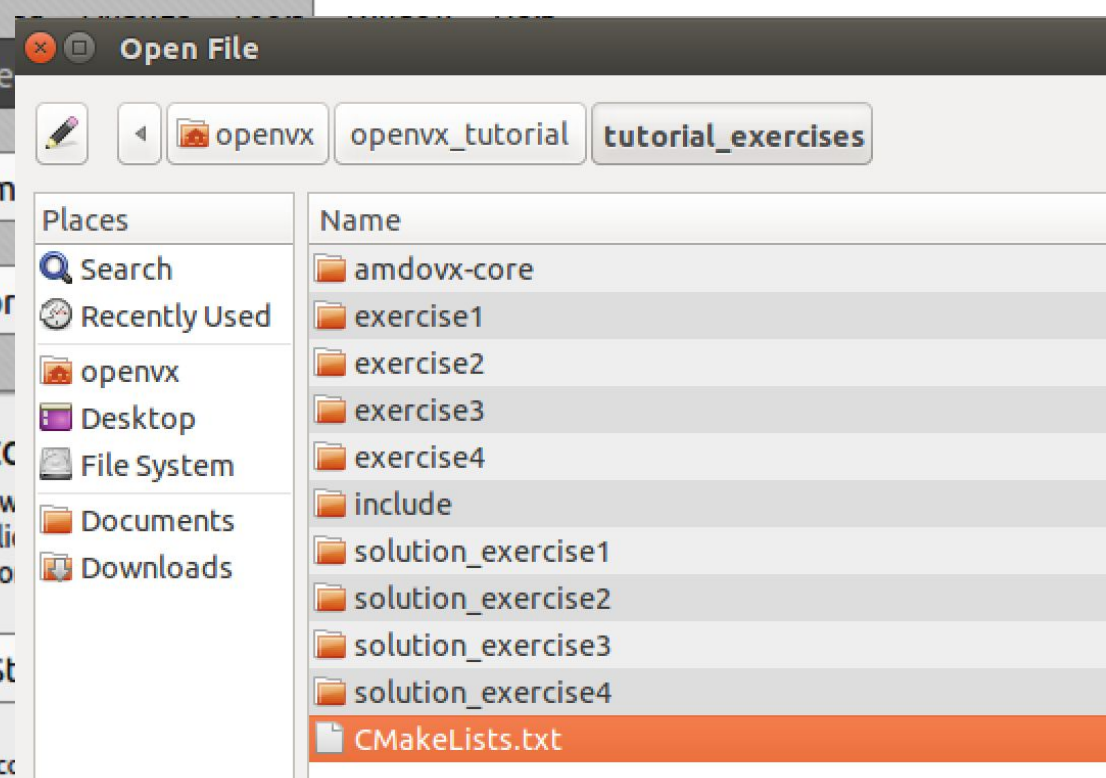 Open File
openvx openvx_tutorial tutorial_exercises
Places
Search
Recently Used
openvx
Desktop
File System
Documents
Downloads
Name
amdovx-core
exercise1
exercise2
exercise3
exercise4
include
solution_exercise1
solution_exercise2
solution_exercise3
solution_exercise4
CMakeLists.txt